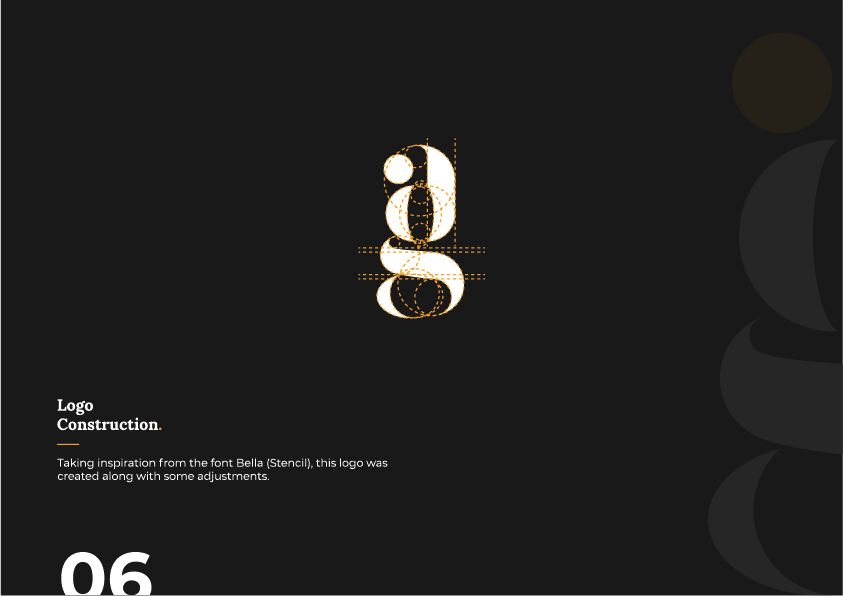 Logo
Construction.
Taking inspiration from the font Bella (Stencil), this logo was
created along with some adjustments.
06